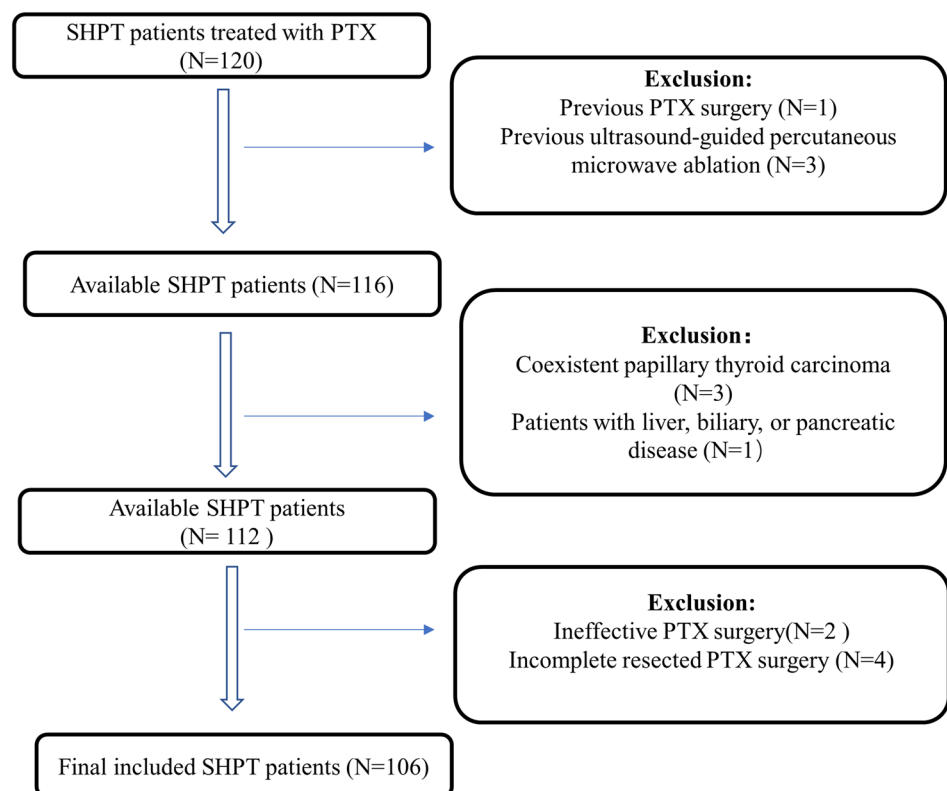 SHPT patients treated with PTX
(N=120)
Exclusion:
Previous PTX surgery (N=1)
Previous ultrasound-guided percutaneous
microwave ablation (N=3)
Available SHPT patients (N=116)
Exclusion：
Coexistent papillary thyroid carcinoma
(N=3)
Patients with liver, biliary, or pancreatic
disease (N=1）
Available SHPT patients
(N= 112 )
Exclusion:
Ineffective PTX surgery(N=2 )
Incomplete resected PTX surgery (N=4)
Final included SHPT patients (N=106)